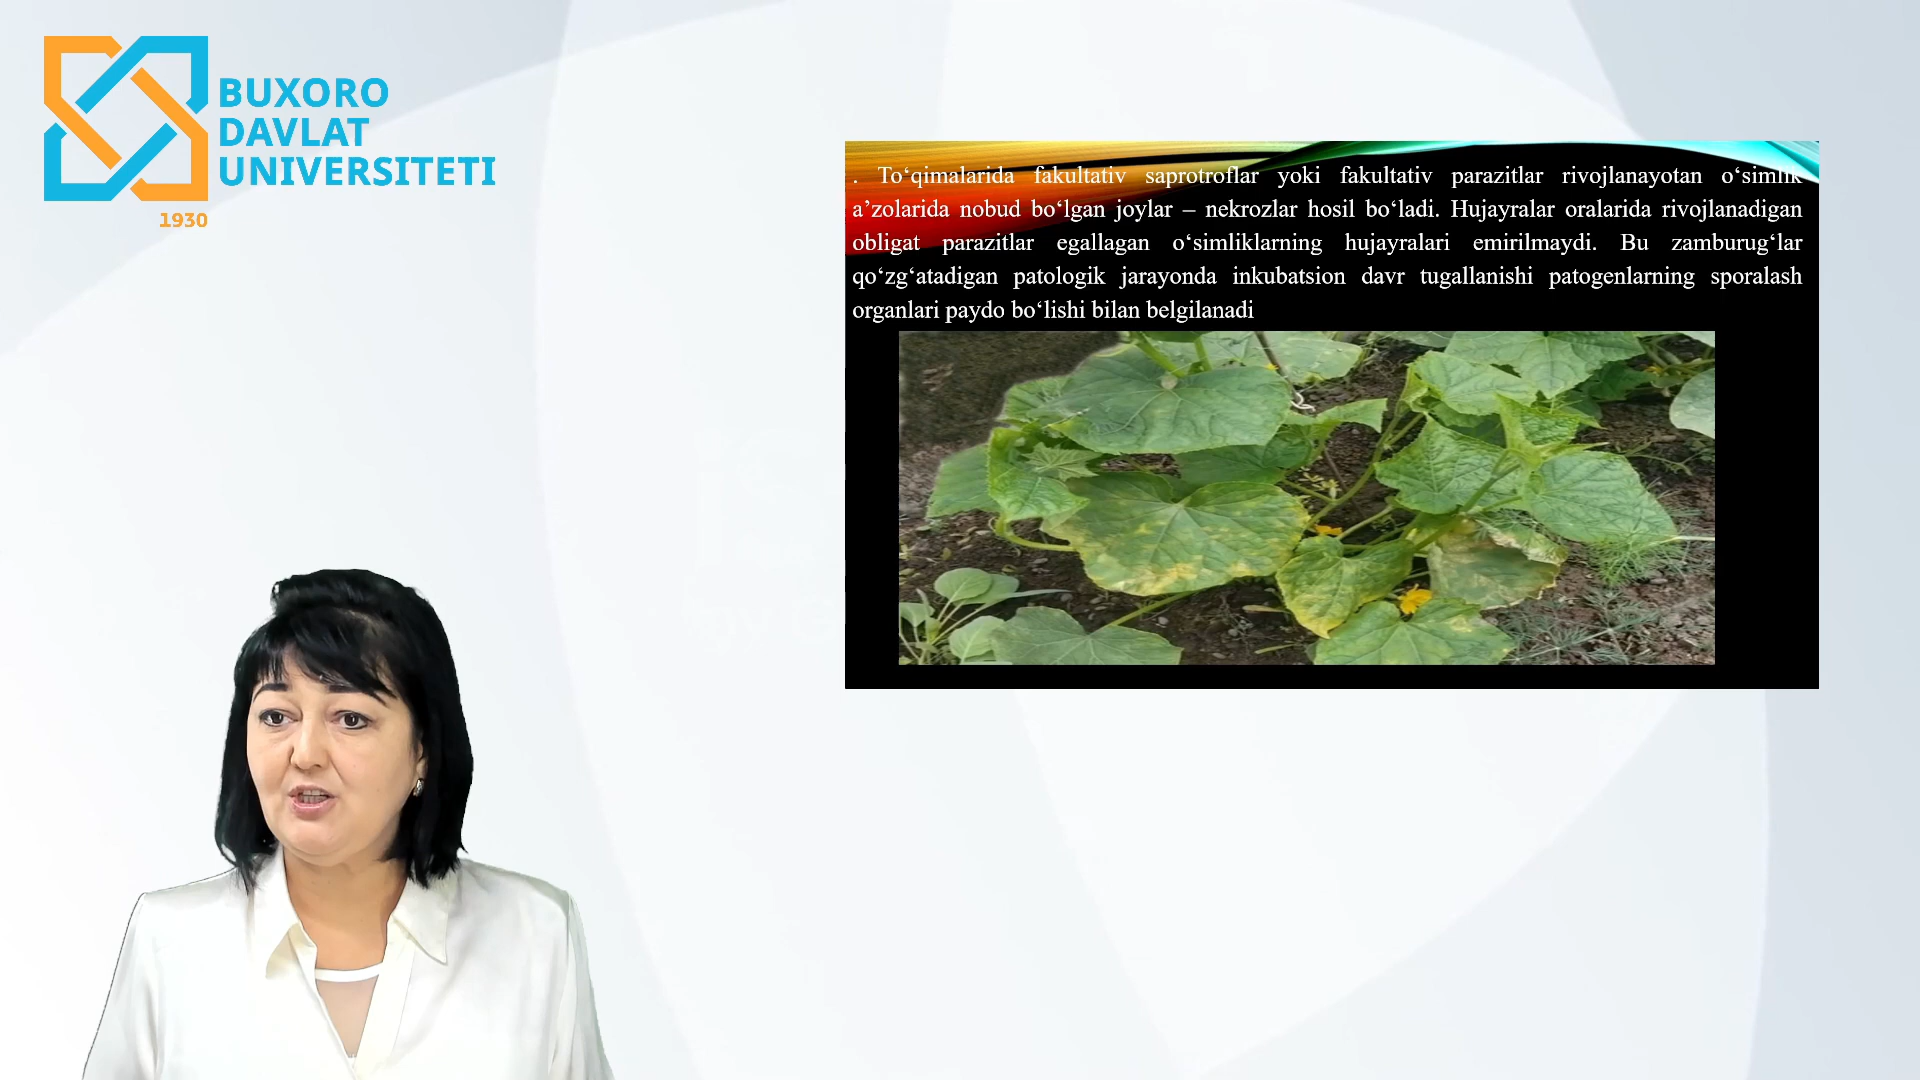 BUXORO
DAVLAT
UNIVERSITETI
1930
. To‘qimalarida fakultativ saprotroflar yoki fakultativ parazitlar rivojlanayotan o‘simlik
a’zolarida nobud bo‘lgan joylar – nekrozlar hosil bo‘ladi. Hujayralar oralarida rivojlanadigan
obligat parazitlar egallagan o‘simliklarning hujayralari emirilmaydi. Bu zamburug‘lar
qo‘zg‘atadigan patologik jarayonda inkubatsion davr tugallanishi patogenlarning sporalash
organlari paydo bo‘lishi bilan belgilanadi